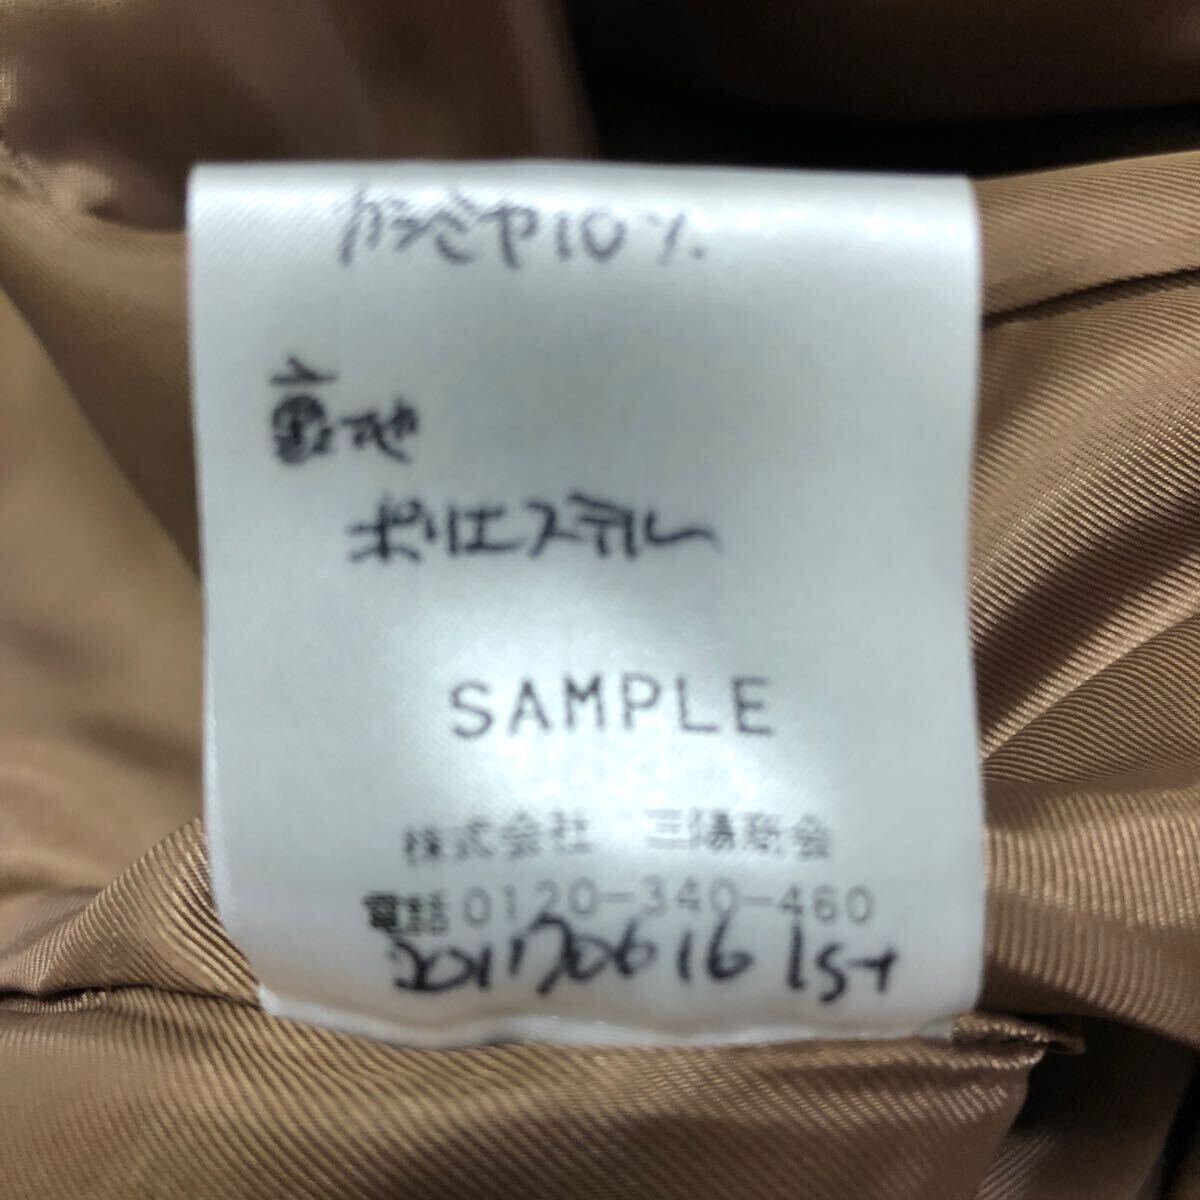 カシミヤ10%
裏地
ポリエステル
SAMPLE
株式会社 三陽商会
電話0120-340-460
1st